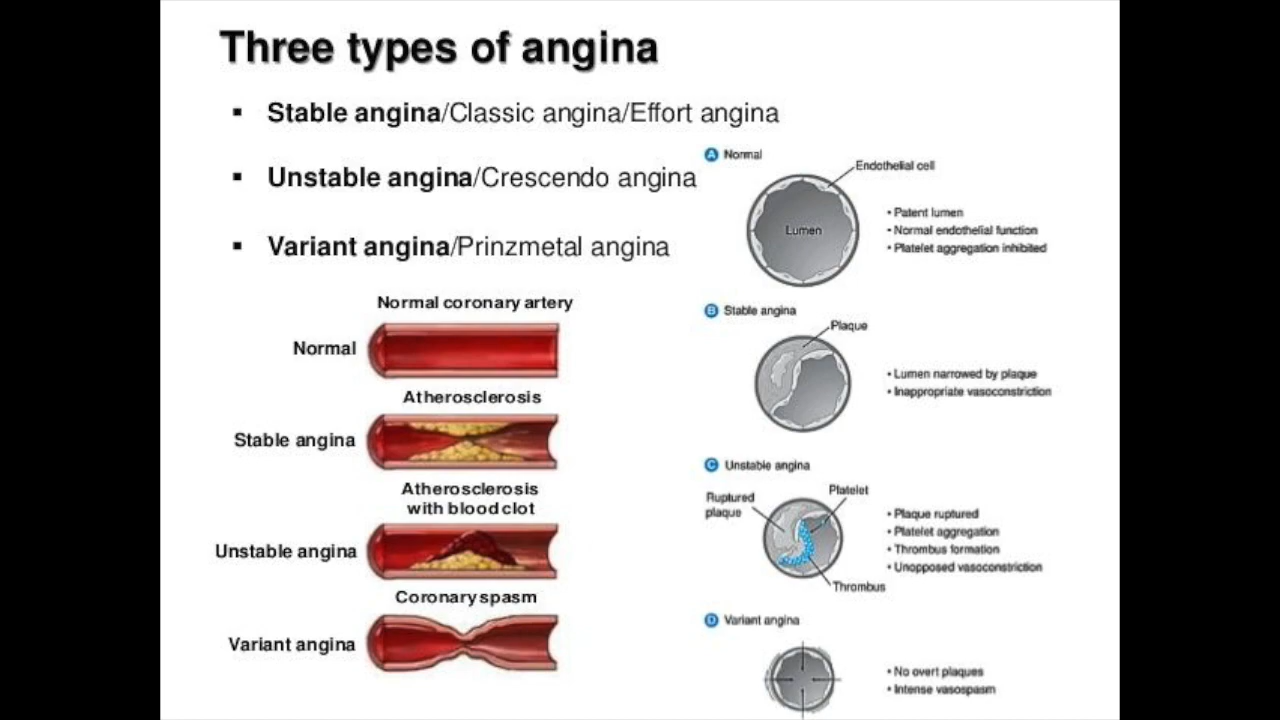 Three types of angina
▪ Stable angina/Classic angina/Effort angina
▪ Unstable angina/Crescendo angina
▪ Variant angina/Prinzmetal angina
Normal coronary artery
Normal
Atherosclerosis
Stable angina
Atherosclerosis
with blood clot
Unstable angina
Coronary spasm
Variant angina
A Normal
Endothelial cell
Lumen
• Patent lumen
• Normal endothelial function
• Platelet aggregation inhibited
B Stable angina
Plaque
• Lumen narrowed by plaque
• Inappropriate vasoconstriction
C Unstable angina
Ruptured
plaque
Platelet
Thrombus
• Plaque ruptured
• Platelet aggregation
• Thrombus formation
• Unopposed vasoconstriction
D Variant angina
• No overt plaques
• Intense vasospasm